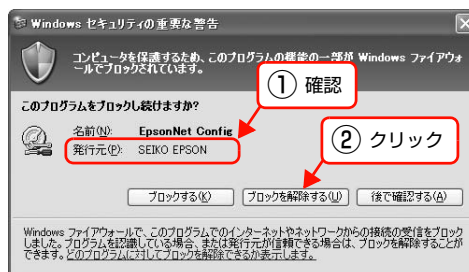 Windows セキュリティの重要な警告
コンピュータを保護するため、このプログラムの機能の一部が Windows ファイアウォ
ールでブロックされています。
① 確認
このプログラムをブロックし続けますか?
名前(N): EpsonNet Config
発行元(P): SEIKO EPSON
② クリック
ブロックする(K) ブロックを解除する(U) 後で確認する(A)
Windows ファイアウォールで、このプログラムでのインターネットやネットワークからの接続の受信をブロック
しました。プログラムを認識している場合、または発行元が信頼できる場合は、ブロックを解除することが
できます。どのプログラムに対してブロックを解除できるか表示します。